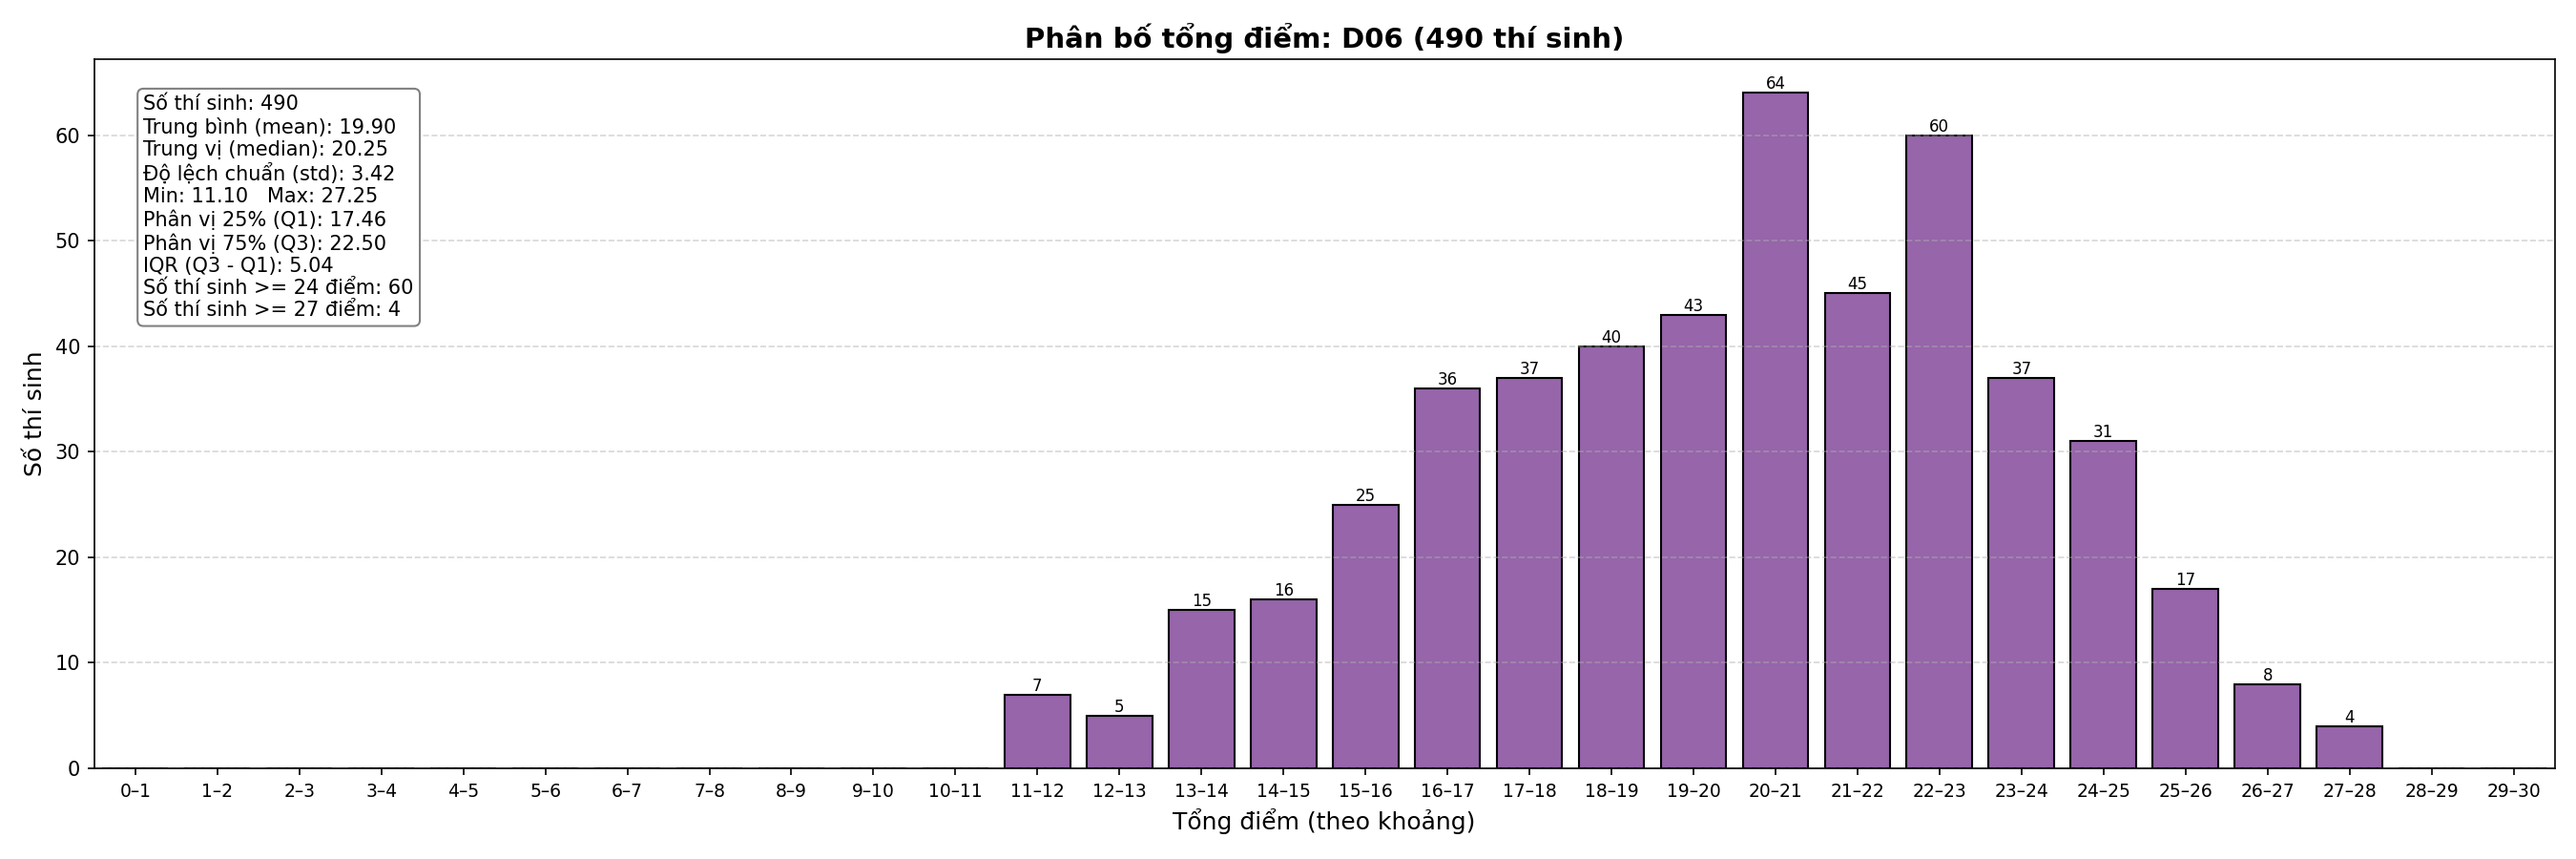 Phân bố tổng điểm: D06 (490 thí sinh)
Số thí sinh: 490
Trung bình (mean): 19.90
Trung vị (median): 20.25
Độ lệch chuẩn (std): 3.42
Min: 11.10   Max: 27.25
Phân vị 25% (Q1): 17.46
Phân vị 75% (Q3): 22.50
IQR (Q3 - Q1): 5.04
Số thí sinh >= 24 điểm: 60
Số thí sinh >= 27 điểm: 4
Số thí sinh
60
50
40
30
20
10
0
7
5
15
16
25
36
37
40
43
64
45
60
37
31
17
8
4
0–1 1–2 2–3 3–4 4–5 5–6 6–7 7–8 8–9 9–10 10–11 11–12 12–13 13–14 14–15 15–16 16–17 17–18 18–19 19–20 20–21 21–22 22–23 23–24 24–25 25–26 26–27 27–28 28–29 29–30
Tổng điểm (theo khoảng)